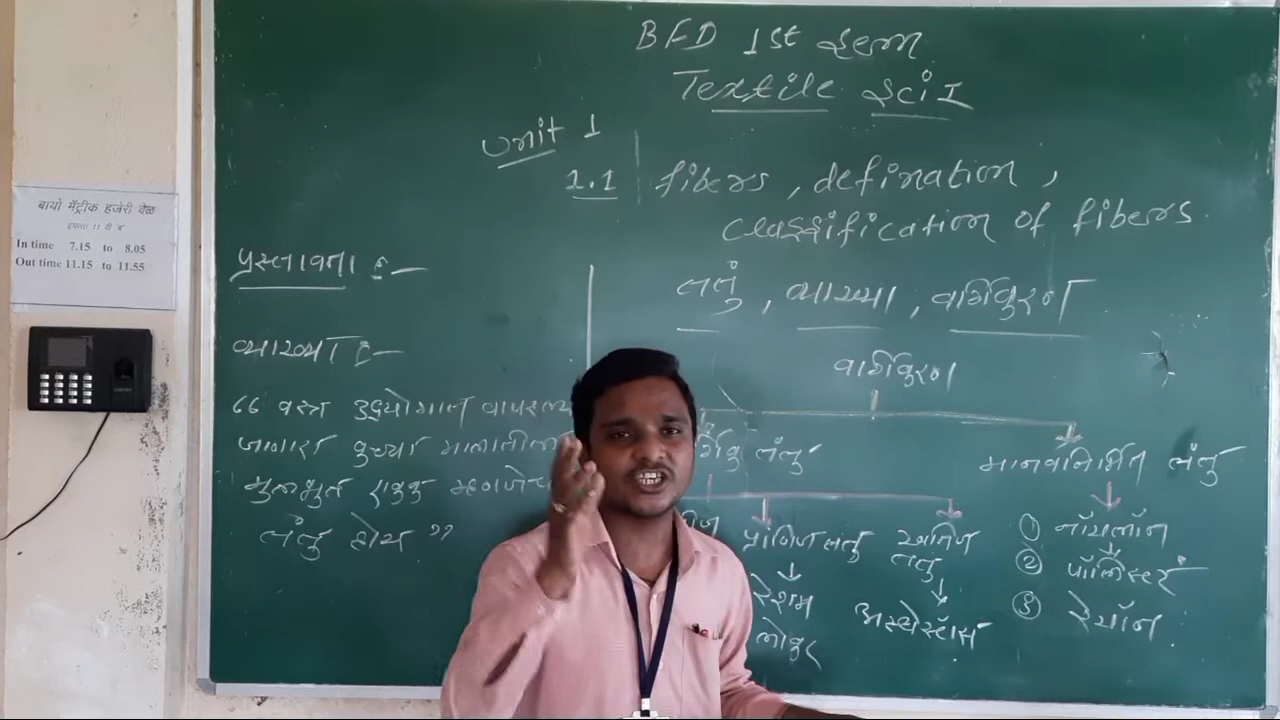 BFD 1st sem
Textile Sci I
Unit 1
1.1 fibers, defination,
classification of fibers
तंतू, व्याख्या, वर्गिकरण
बायो मॅट्रीक हजेरी वेळ
In time 7.15 to 8.05
Out time 11.15 to 11.55
प्रस्तावना :-
व्याख्या :-
“ वस्त्र उद्योगात वापरल्या
जाणारा कच्च्या मालातील
मुलभुत एकक म्हणजेच
तंतु होय ”
वर्गिकरण
तंतु
मानवनिर्मित तंतु
प्राणिज तंतु
खनिज
तंतु
रेशम
लोकर
अस्बेस्टॉस
① नॉयलॉन
② पॉलिस्टर
③ रेयॉन